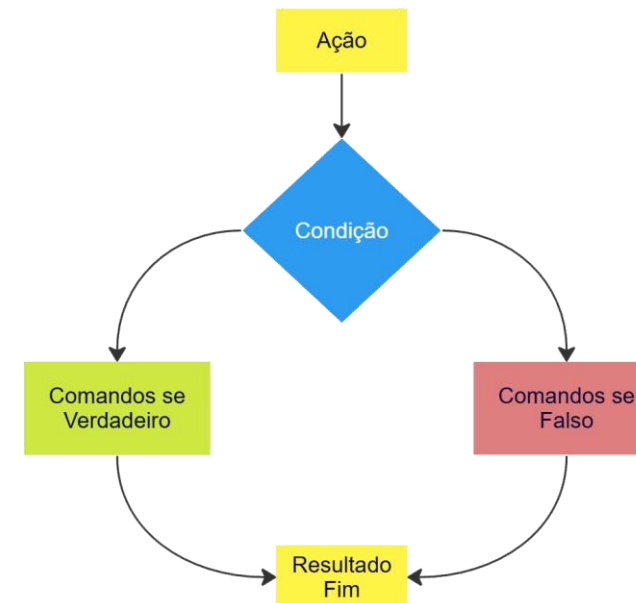 Ação
Condição
Comandos se
Verdadeiro
Comandos se
Falso
Resultado
Fim